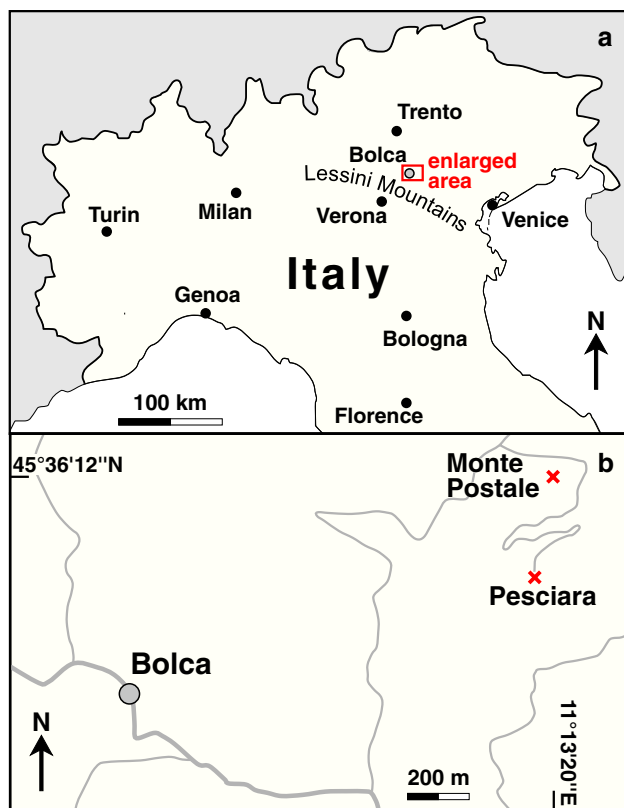 a
Trento
Bolca
enlarged
area
Lessini Mountains
Turin
Milan
Verona
Venice
Italy
Genoa
Bologna
N
100 km
Florence
b
45°36'12''N
Monte
Postale
Pesciara
Bolca
N
200 m
11°13'20''E